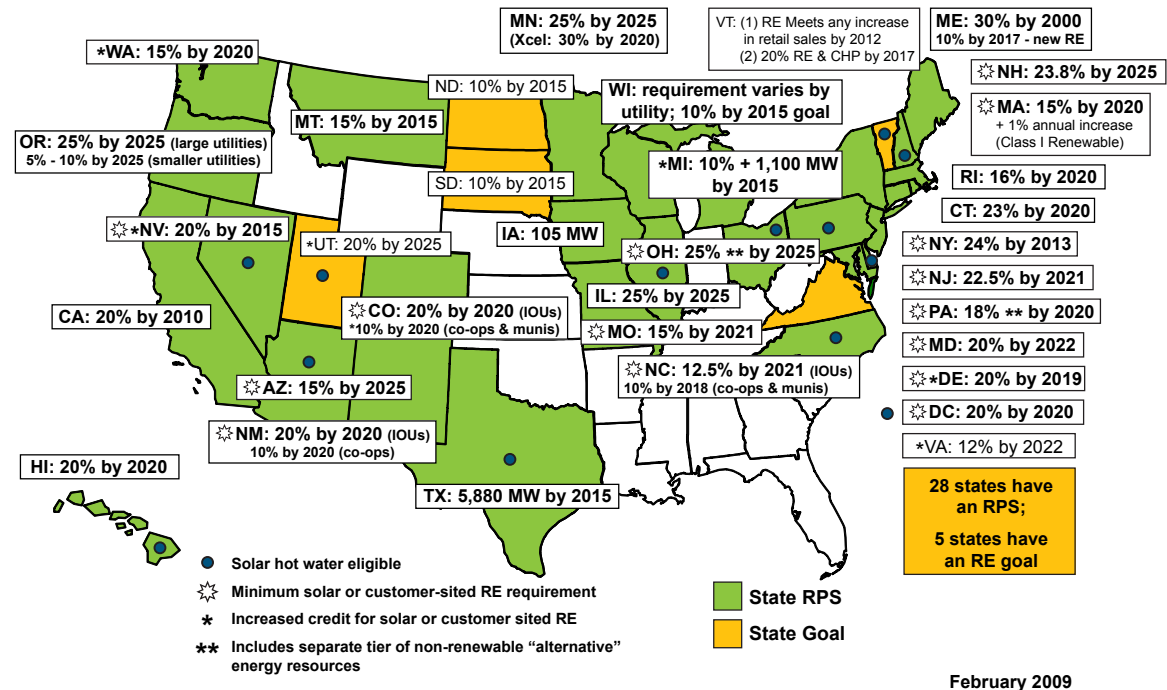 MN: 25% by 2025
(Xcel: 30% by 2020)
VT: (1) RE Meets any increase
in retail sales by 2012
(2) 20% RE & CHP by 2017
ME: 30% by 2000
10% by 2017 - new RE
*WA: 15% by 2020
☼ NH: 23.8% by 2025
ND: 10% by 2015
WI: requirement varies by
utility; 10% by 2015 goal
☼ MA: 15% by 2020
+ 1% annual increase
(Class I Renewable)
MT: 15% by 2015
OR: 25% by 2025 (large utilities)
5% - 10% by 2025 (smaller utilities)
*MI: 10% + 1,100 MW
by 2015
SD: 10% by 2015
RI: 16% by 2020
CT: 23% by 2020
☼ *NV: 20% by 2015
IA: 105 MW
*UT: 20% by 2025
☼ OH: 25% ** by 2025
☼ NY: 24% by 2013
☼ NJ: 22.5% by 2021
IL: 25% by 2025
☼ CO: 20% by 2020 (IOUs)
*10% by 2020 (co-ops & munis)
CA: 20% by 2010
☼ PA: 18% ** by 2020
☼ MO: 15% by 2021
☼ MD: 20% by 2022
☼ NC: 12.5% by 2021 (IOUs)
10% by 2018 (co-ops & munis)
☼ AZ: 15% by 2025
☼ *DE: 20% by 2019
☼ DC: 20% by 2020
☼ NM: 20% by 2020 (IOUs)
10% by 2020 (co-ops)
*VA: 12% by 2022
HI: 20% by 2020
TX: 5,880 MW by 2015
28 states have
an RPS;
5 states have
an RE goal
Solar hot water eligible
☼ Minimum solar or customer-sited RE requirement
* Increased credit for solar or customer sited RE
** Includes separate tier of non-renewable “alternative”
energy resources
State RPS
State Goal
February 2009